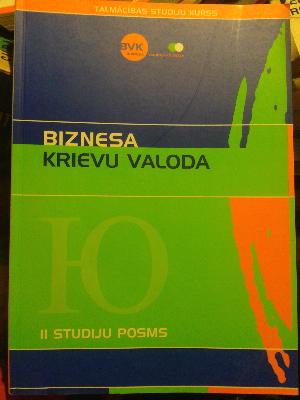 TĀLMĀCĪBAS STUDIJU KURSS
BVK
BIZNESA
KRIEVU VALODA
Ю
II STUDIJU POSMS